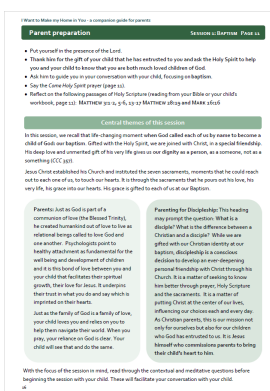 I Want to Make my Home in You - a companion guide for parents
Parent preparation SESSION 1: BAPTISM PAGE 11
• Put yourself in the presence of the Lord.
• Thank him for the gift of your child that he has entrusted to you and ask the Holy Spirit to help
you and your child to know that you are both much loved children of God.
• Ask him to guide you in your conversation with your child, focusing on baptism.
• Say the Come Holy Spirit prayer (page 11).
• Reflect on the following passages of Holy Scripture (reading from your Bible or your child's
workbook, page 11): MATTHEW 3:1-2, 5-6, 13-17 MATTHEW 28:19 and MARK 16:16
Central themes of this session
In this session, we recall that life-changing moment when God called each of us by name to become a
child of God: our baptism. Gifted with the Holy Spirit, we are joined with Christ, in a special friendship.
His deep love and unmerited gift of his very life gives us our dignity as a person, as a someone, not as a
something (CCC 357).
Jesus Christ established his Church and instituted the seven sacraments, moments that he could
reach out to each one of us, to touch our hearts. It is through the sacraments that he pours out his love, his
very life, his grace into our hearts. His grace is gifted to each of us at our Baptism.
Parents: Just as God is part of a
communion of love (the Blessed Trinity),
he created humankind out of love to live as
relational beings called to love God and
one another. Psychologists point to
healthy attachment as fundamental for the
well being and development of children
and it is this bond of love between you and
your child that facilitates their spiritual
growth, their love for Jesus. It underpins
their trust in what you do and say which is
imprinted on their hearts.
Just as the family of God is a family of love,
your child loves you and relies on you to
help them navigate their world. When you
pray, your reliance on God is clear. Your
child will see that and do the same.
Parenting for Discipleship: This heading
may prompt the question: What is a
disciple? What is the difference between a
Christian and a disciple? While we are
gifted with our Christian identity at our
baptism, discipleship is a conscious
decision to develop an ever-deepening
personal friendship with Christ through his
Church. It is a matter of seeking to know
him better through prayer, Holy Scripture
and the sacraments. It is a matter of
putting Christ at the center of our lives,
influencing our choices each and every day.
As Christian parents, this is our mission not
only for ourselves but also for our children
who God has entrusted to us. It is Jesus
himself who commissions parents to bring
their child's heart to him.
With the focus of the session in mind, read through the contextual and meditative questions before
beginning the session with your child. These will facilitate your conversation with your child.
16